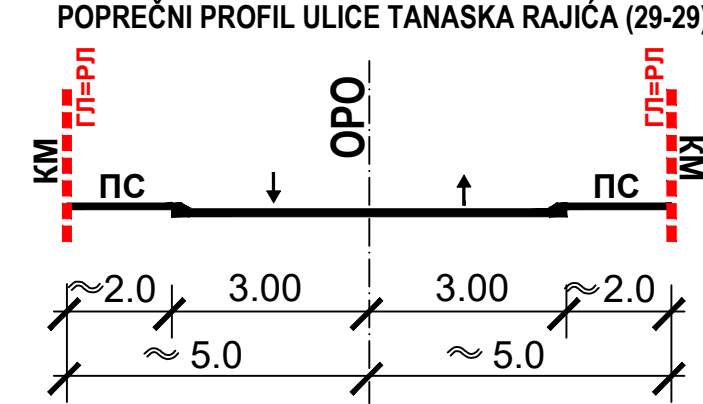 POPREČNI PROFIL ULICE TANASKA RAJIĆA (29-29)
ГЛ=РЛ
ГЛ=РЛ
ОРО
КМ
КМ
ПС
ПС
≈2.0
3.00
3.00
≈2.0
≈ 5.0
≈ 5.0